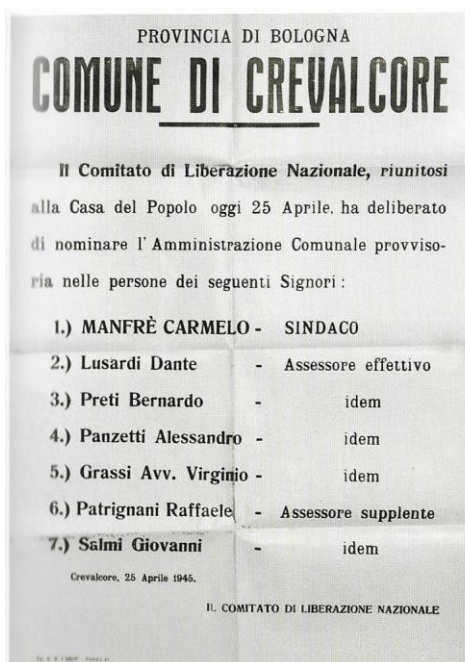 PROVINCIA DI BOLOGNA
COMUNE DI CREVALCORE
Il Comitato di Liberazione Nazionale, riunitosi
alla Casa del Popolo oggi 25 Aprile, ha deliberato
di nominare l'Amministrazione Comunale provviso-
ria nelle persone dei seguenti Signori :
1.) MANFRÈ CARMELO - SINDACO
2.) Lusardi Dante - Assessore effettivo
3.) Preti Bernardo - idem
4.) Panzetti Alessandro - idem
5.) Grassi Avv. Virginio - idem
6.) Patrignani Raffaele - Assessore supplente
7.) Salmi Giovanni - idem
Crevalcore, 25 Aprile 1945.
IL COMITATO DI LIBERAZIONE NAZIONALE